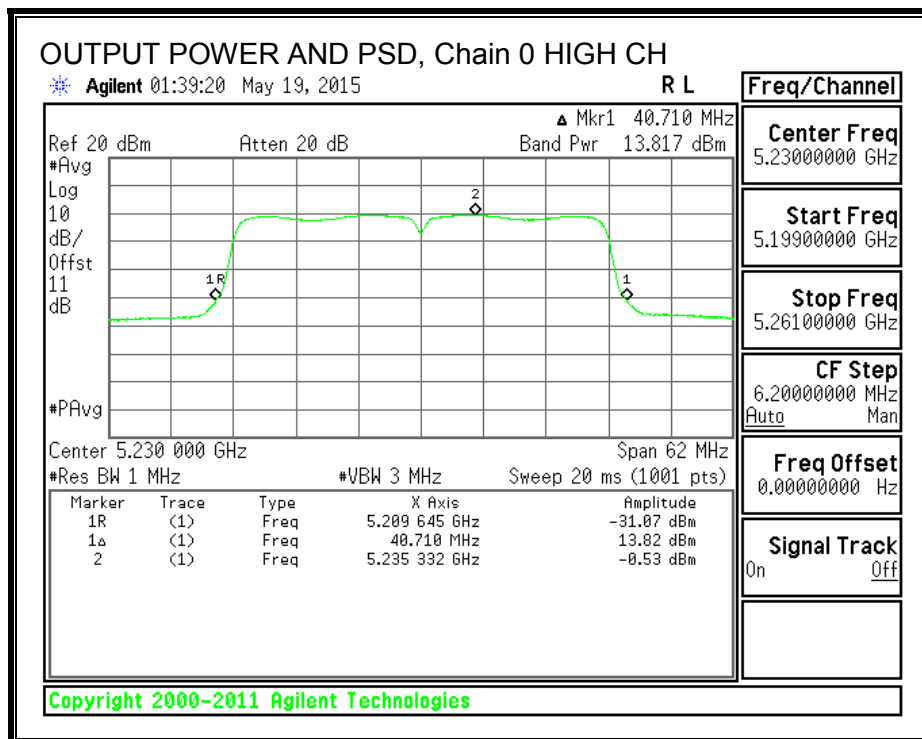 OUTPUT POWER AND PSD, Chain 0 HIGH CH
Agilent 01:39:20 May 19, 2015 R L
Freq/Channel
Δ Mkr1 40.710 MHz
Ref 20 dBm Atten 20 dB Band Pwr 13.817 dBm
#Avg
Log
10
dB/
Offst
11
dB
#PAvg
2
1R
1
Center 5.230 000 GHz Span 62 MHz
#Res BW 1 MHz #VBW 3 MHz Sweep 20 ms (1001 pts)
Marker Trace Type X Axis Amplitude
1R (1) Freq 5.209 645 GHz -31.07 dBm
1Δ (1) Freq 40.710 MHz 13.82 dBm
2 (1) Freq 5.235 332 GHz -0.53 dBm
Center Freq
5.23000000 GHz
Start Freq
5.19900000 GHz
Stop Freq
5.26100000 GHz
CF Step
6.20000000 MHz
Auto Man
Freq Offset
0.00000000 Hz
Signal Track
On Off
Copyright 2000-2011 Agilent Technologies